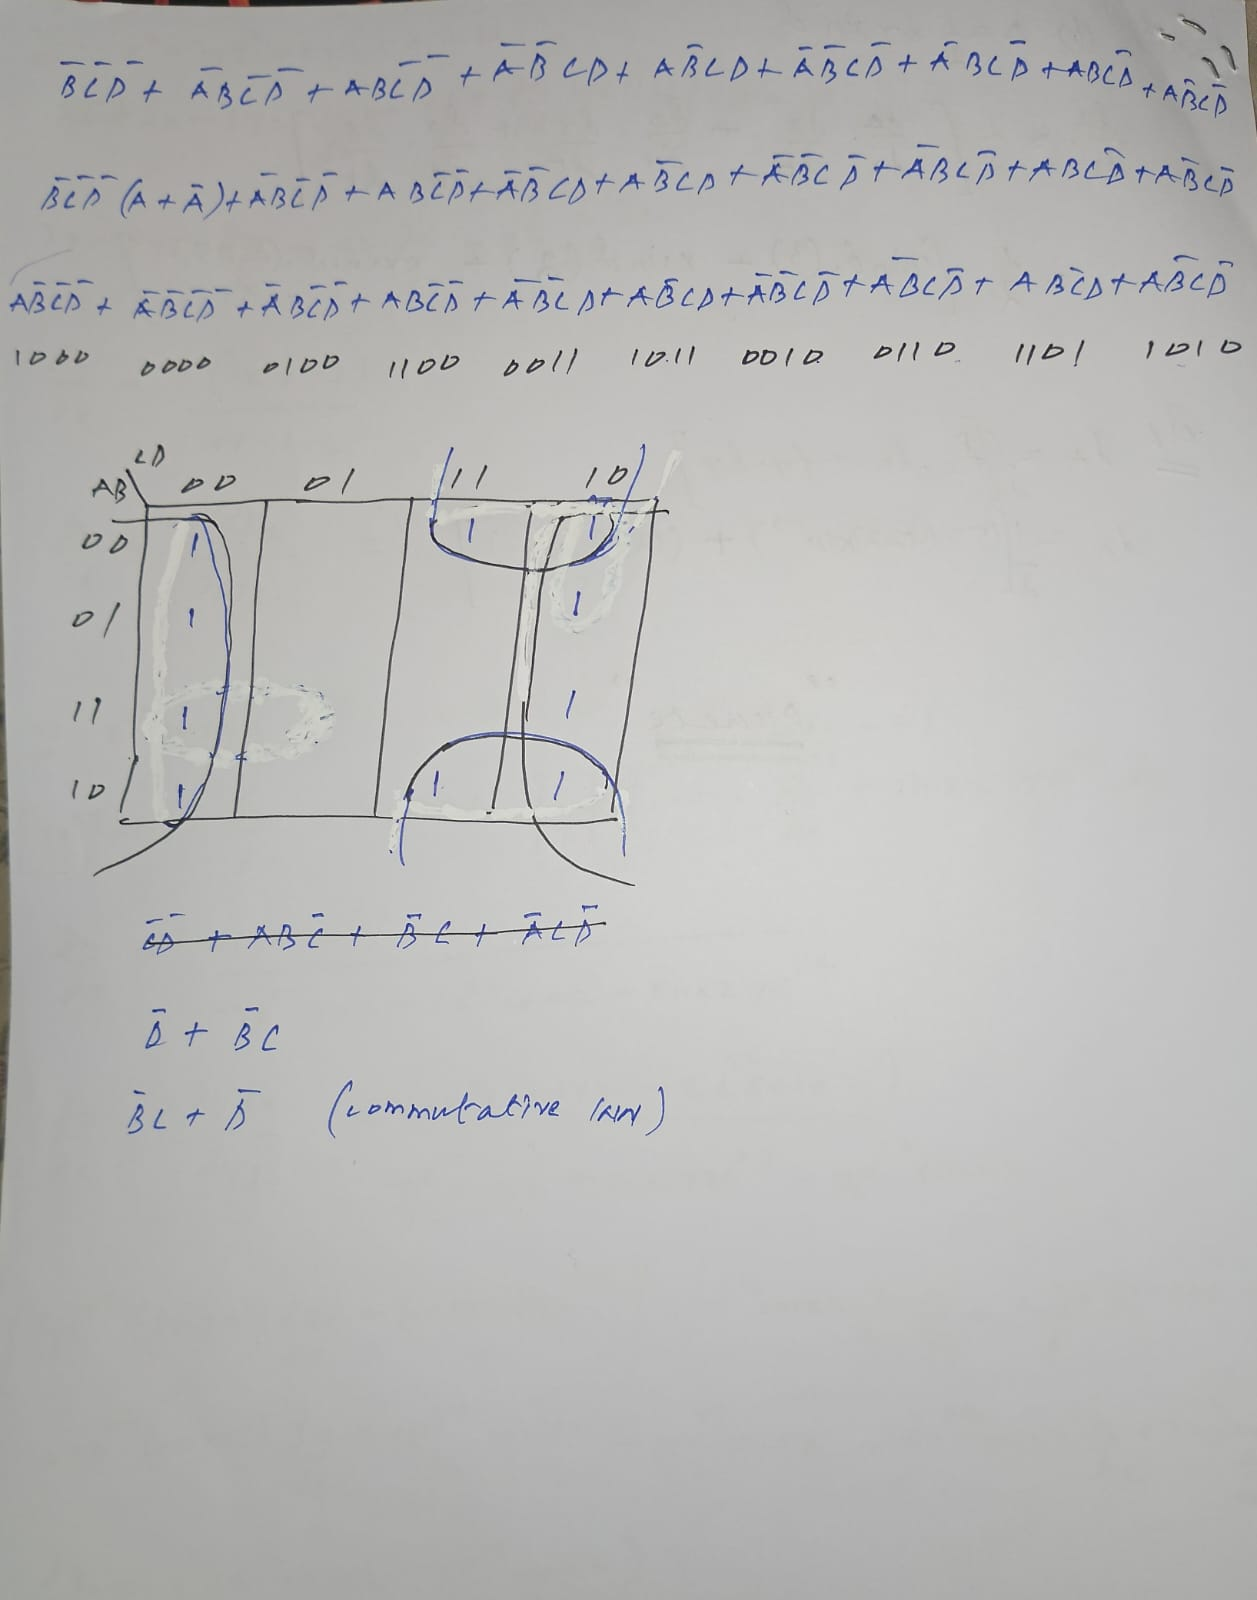 B̄C̄D̄ + ĀBC̄D̄ + ABC̄D̄ + ĀB̄CD + AB̄CD + ĀB̄CD̄ + ĀBCD̄ + ABCD̄ + AB̄CD̄
B̄C̄D̄ (A + Ā) + ĀBC̄D̄ + ABC̄D̄ + ĀB̄CD + AB̄CD + ĀB̄CD̄ + ĀBCD̄ + ABCD̄ + AB̄CD̄
AB̄C̄D̄ + ĀB̄C̄D̄ + ĀBC̄D̄ + ABC̄D̄ + ĀB̄CD + AB̄CD + ĀB̄CD̄ + ĀBCD̄ + ABC̄D + AB̄CD̄
1000 0000 0100 1100 0011 1011 0010 0110 1101 1010
CD
AB 00 01 11 10
00 1 1 1
01 1 1
11 1 1
10 1 1 1
C̄D̄ + ABC̄ + B̄C + ĀCD̄
D̄ + B̄C
B̄C + D̄ (commutative law)